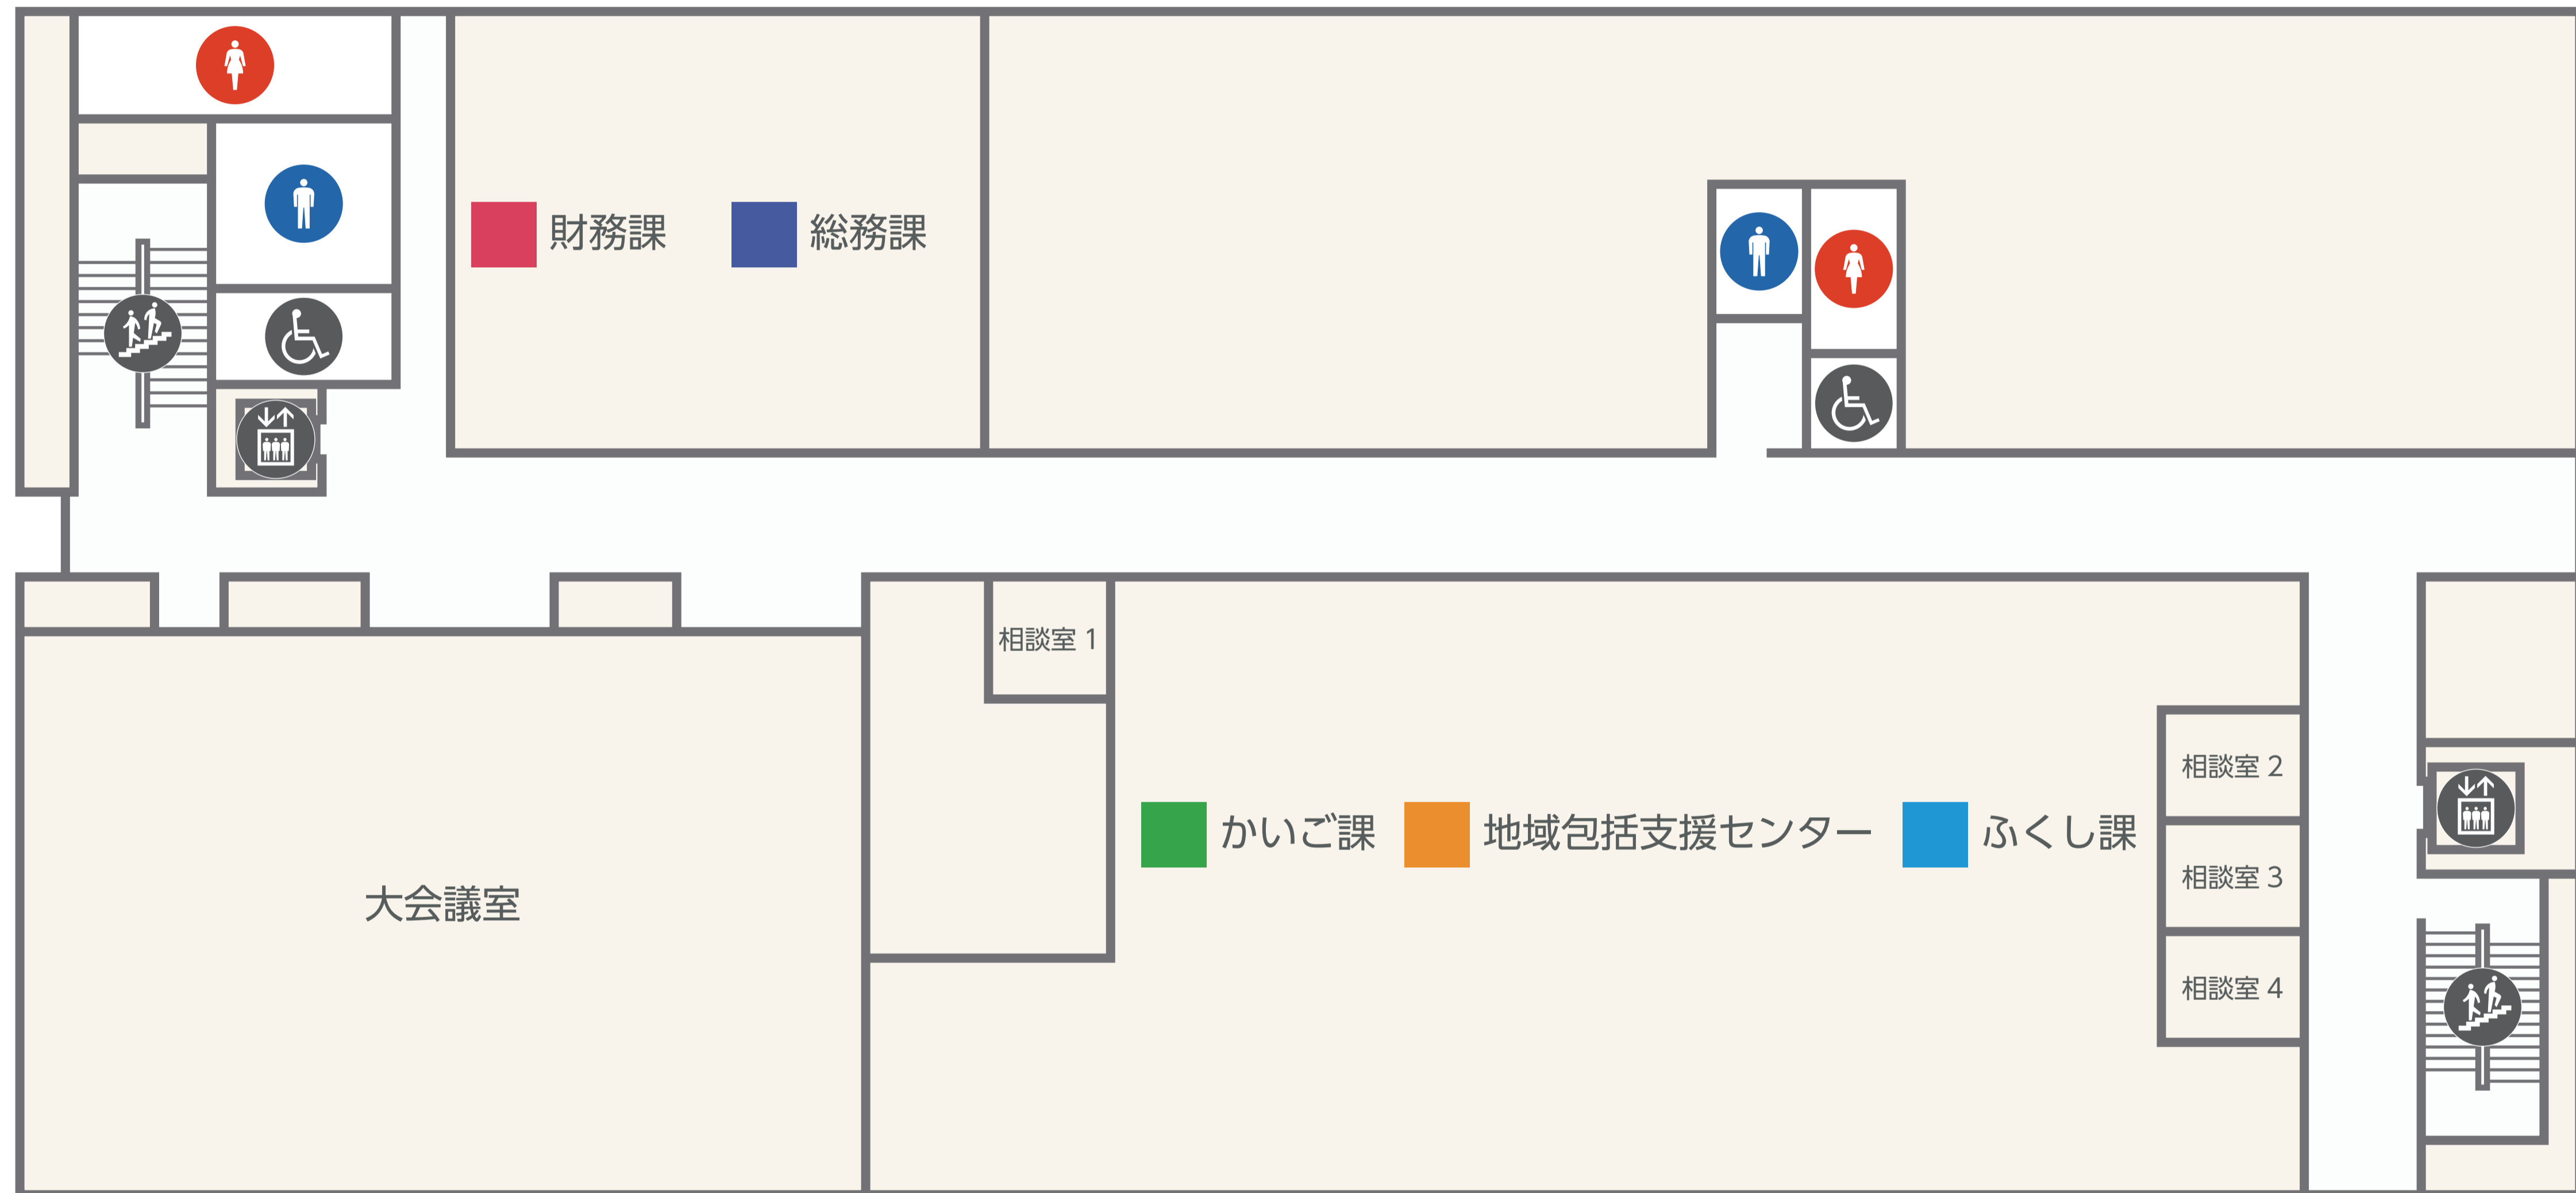 財務課
総務課
相談室 1
相談室 2
かいご課
地域包括支援センター
ふくし課
相談室 3
大会議室
相談室 4